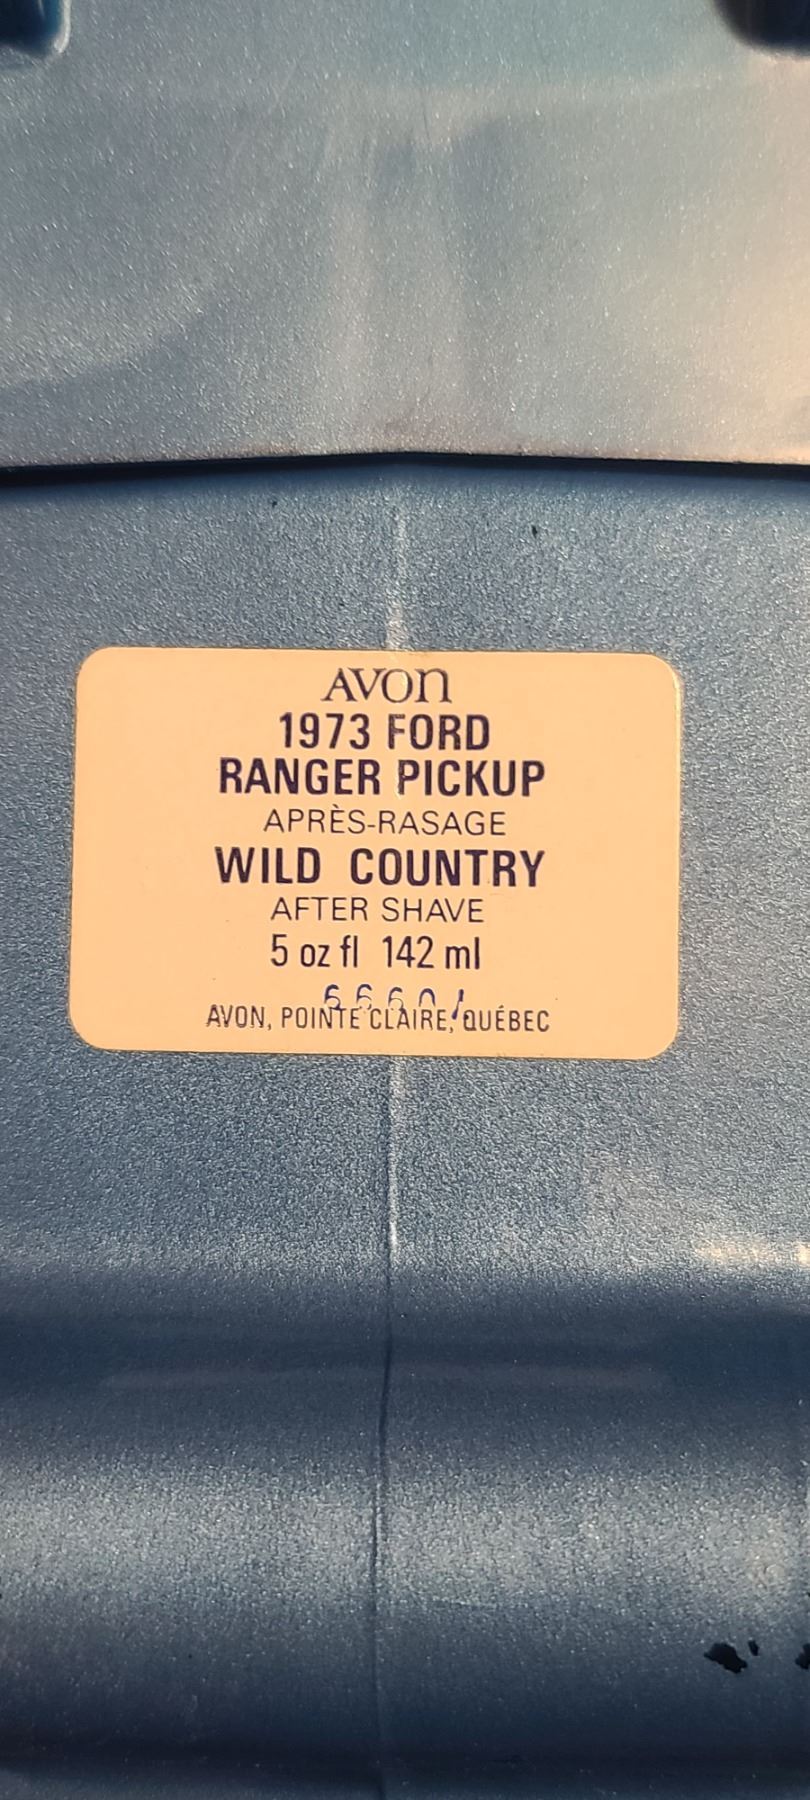 AVON
1973 FORD
RANGER PICKUP
APRÈS-RASAGE
WILD COUNTRY
AFTER SHAVE
5 oz fl 142 ml
AVON, POINTE CLAIRE, QUÉBEC